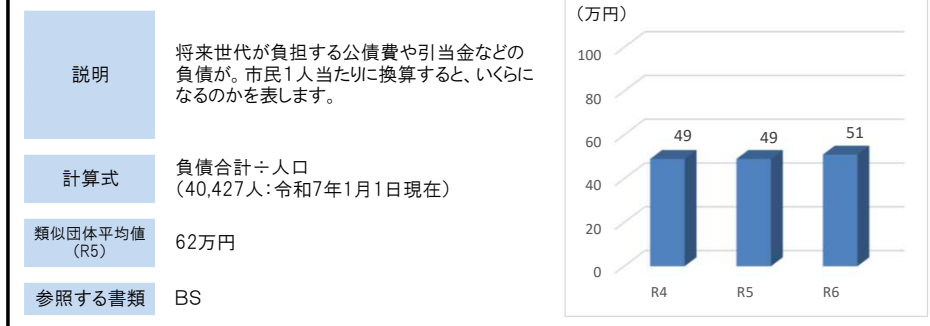 説明
将来世代が負担する公債費や引当金などの
負債が。市民1人当たりに換算すると、いくらに
なるのかを表します。
計算式
負債合計÷人口
（40,427人：令和7年1月1日現在）
類似団体平均値
（R5）
62万円
参照する書類
BS
（万円）
100
80
60
40
20
0
49
49
51
R4
R5
R6